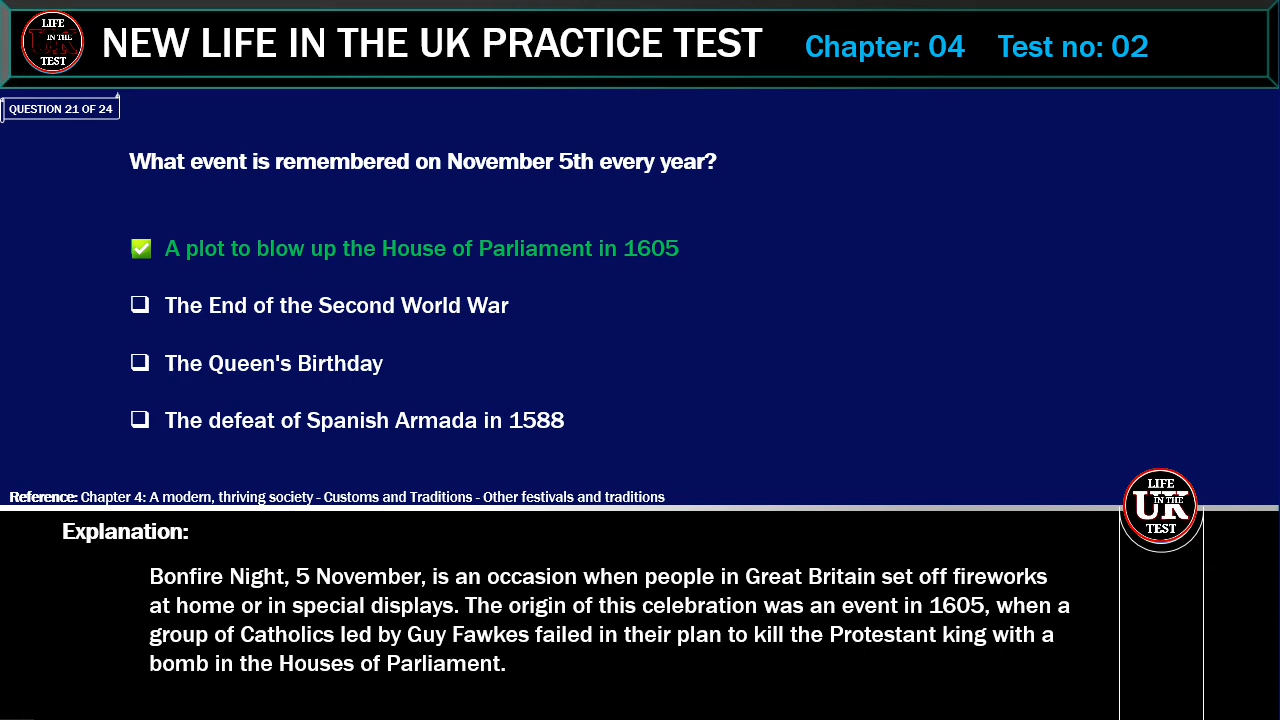 LIFE
UK
IN THE
TEST
NEW LIFE IN THE UK PRACTICE TEST
Chapter: 04
Test no: 02
QUESTION 21 OF 24
What event is remembered on November 5th every year?
A plot to blow up the House of Parliament in 1605
The End of the Second World War
The Queen's Birthday
The defeat of Spanish Armada in 1588
Reference: Chapter 4: A modern, thriving society - Customs and Traditions - Other festivals and traditions
LIFE
UK
IN THE
TEST
Explanation:
Bonfire Night, 5 November, is an occasion when people in Great Britain set off fireworks
at home or in special displays. The origin of this celebration was an event in 1605, when a
group of Catholics led by Guy Fawkes failed in their plan to kill the Protestant king with a
bomb in the Houses of Parliament.